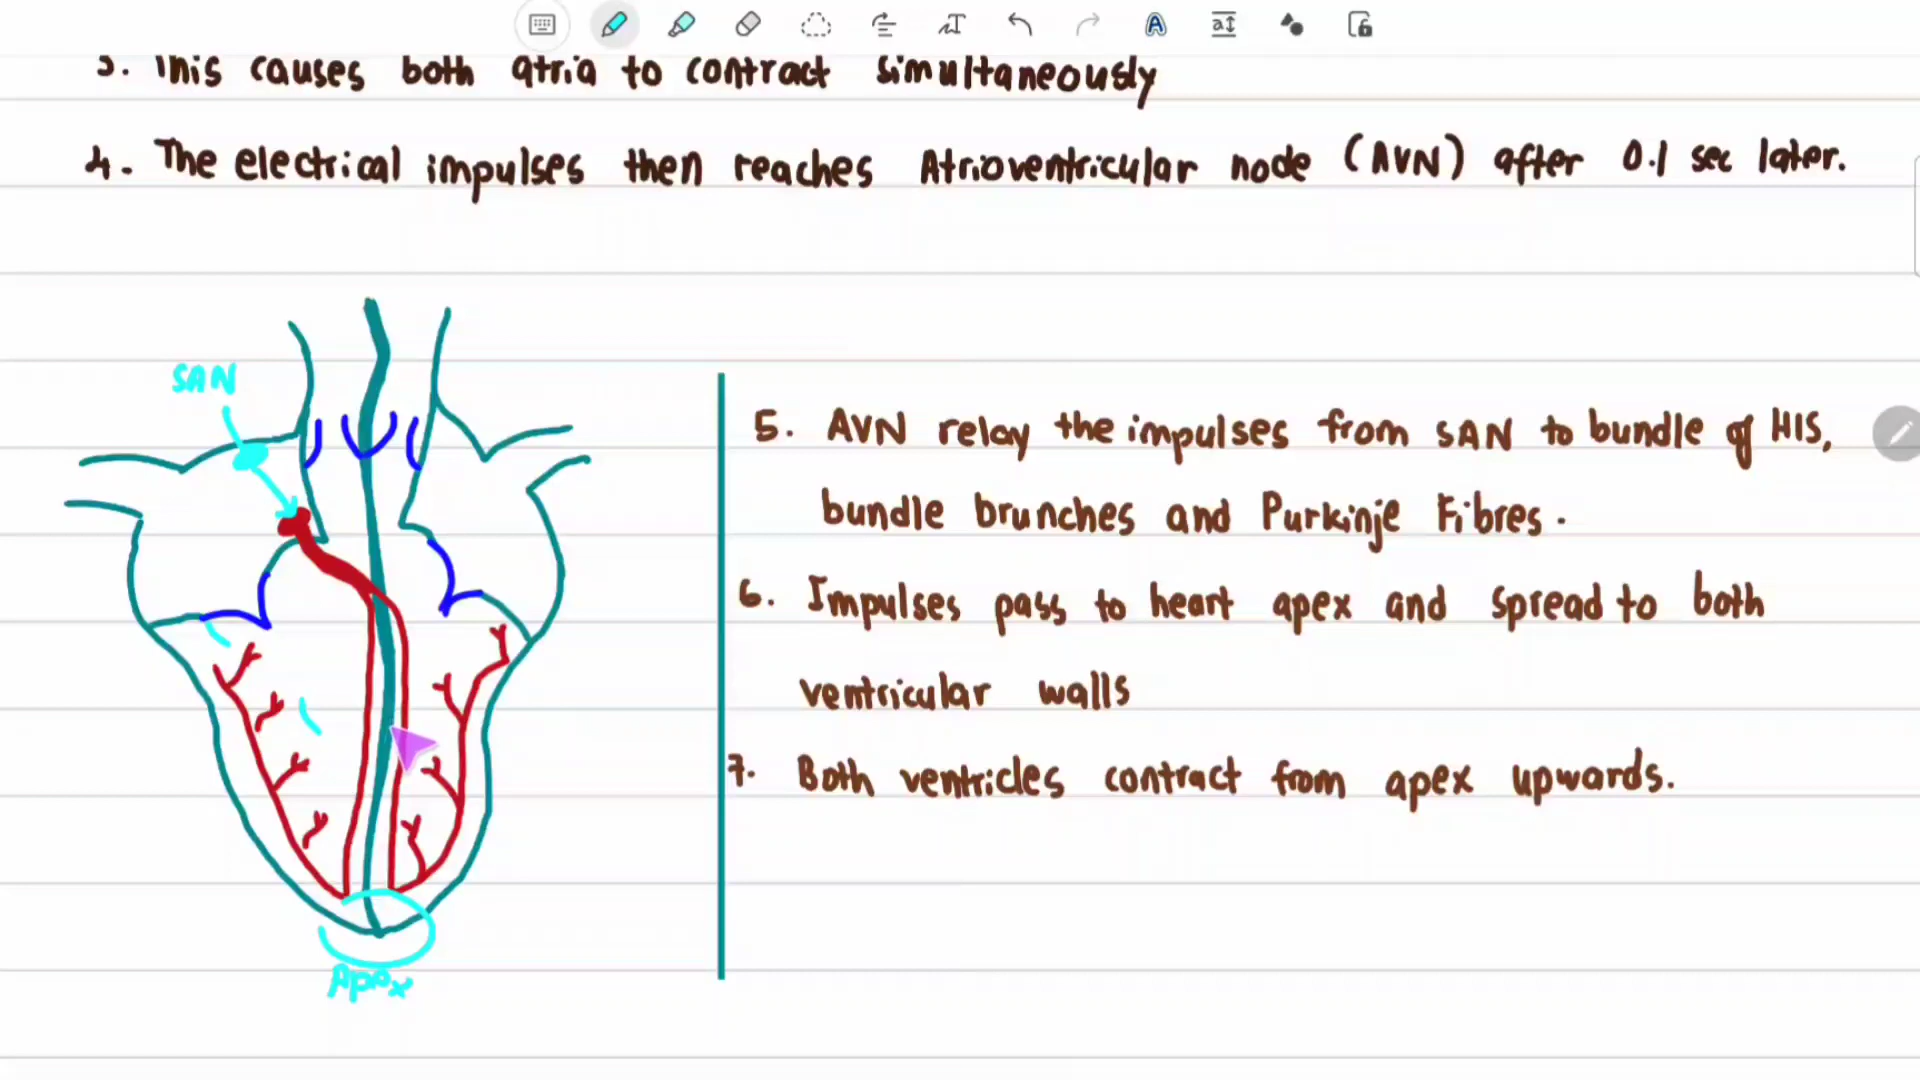 3. This causes both atria to contract simultaneously
4. The electrical impulses then reaches Atrioventricular node (AVN) after 0.1 sec later.
SAN
5. AVN relay the impulses from SAN to bundle of HIS,
bundle brunches and Purkinje Fibres.
6. Impulses pass to heart apex and spread to both
ventricular walls
7. Both ventricles contract from apex upwards.
Apex